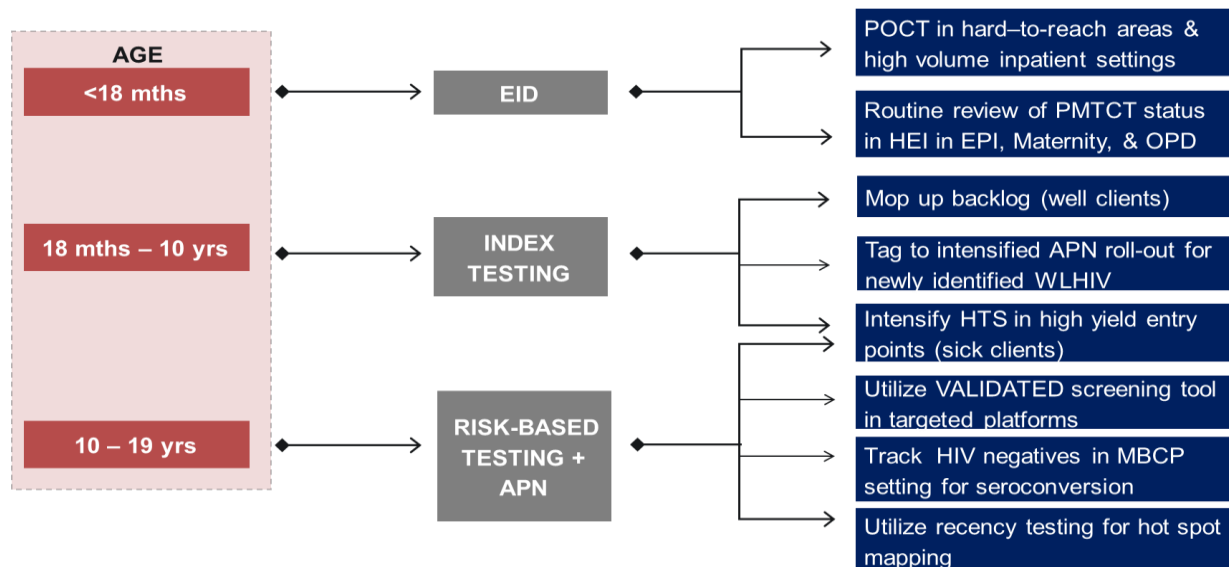 AGE
<18 mths
EID
POCT in hard–to-reach areas &
high volume inpatient settings
Routine review of PMTCT status
in HEI in EPI, Maternity, & OPD
18 mths – 10 yrs
INDEX
TESTING
Mop up backlog (well clients)
Tag to intensified APN roll-out for
newly identified WLHIV
Intensify HTS in high yield entry
points (sick clients)
10 – 19 yrs
RISK-BASED
TESTING +
APN
Utilize VALIDATED screening tool
in targeted platforms
Track HIV negatives in MBCP
setting for seroconversion
Utilize recency testing for hot spot
mapping